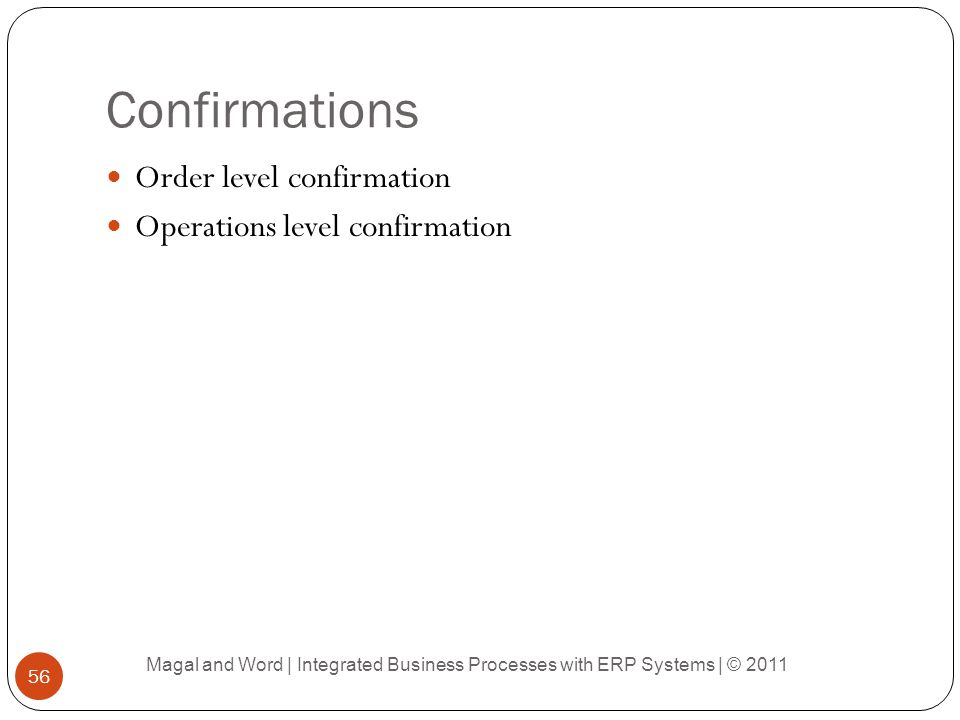 Confirmations
Order level confirmation
Operations level confirmation
Magal and Word | Integrated Business Processes with ERP Systems | © 2011
56